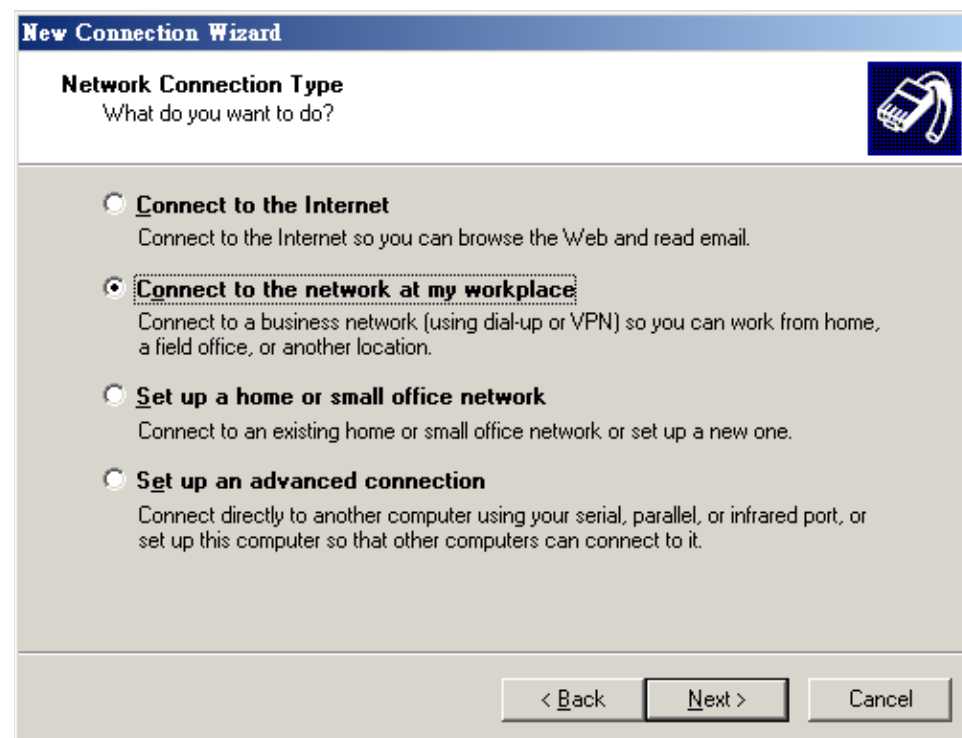 New Connection Wizard
Network Connection Type
What do you want to do?
Connect to the Internet
Connect to the Internet so you can browse the Web and read email.
Connect to the network at my workplace
Connect to a business network (using dial-up or VPN) so you can work from home,
a field office, or another location.
Set up a home or small office network
Connect to an existing home or small office network or set up a new one.
Set up an advanced connection
Connect directly to another computer using your serial, parallel, or infrared port, or
set up this computer so that other computers can connect to it.
< Back Next > Cancel